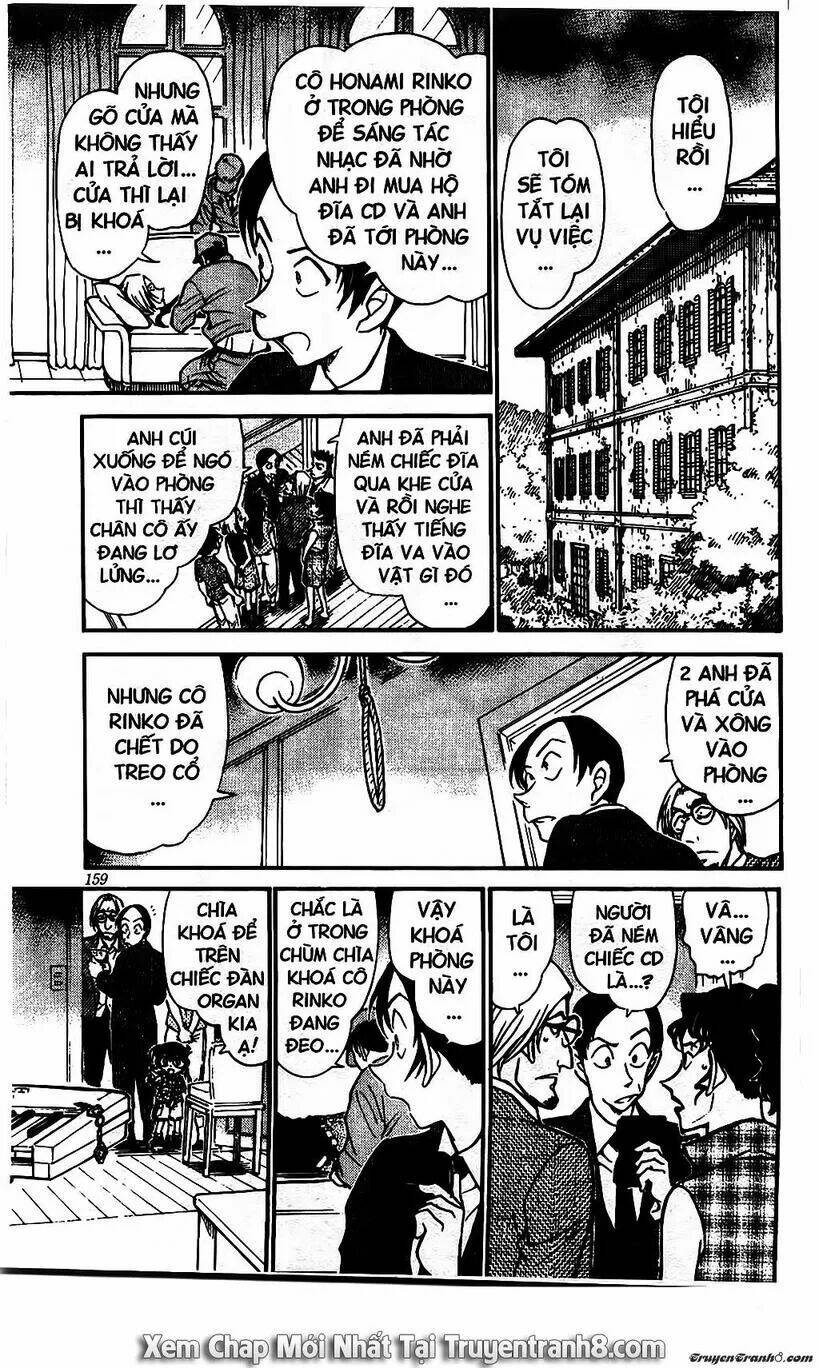 TÔI
HIỂU
RỒI
...
TÔI
SẼ TÓM
TẮT LẠI
VỤ VIỆC
...
CÔ HONAMI RINKO
Ở TRONG PHÒNG
ĐỂ SÁNG TÁC
NHẠC ĐÃ NHỜ
ANH ĐI MUA HỘ
ĐĨA CD VÀ ANH
ĐÃ TỚI PHÒNG
NÀY...
NHƯNG
GÕ CỬA MÀ
KHÔNG THẤY
AI TRẢ LỜI...
CỬA THÌ LẠI
BỊ KHOÁ
...
ANH ĐÃ PHẢI
NÉM CHIẾC ĐĨA
QUA KHE CỬA
VÀ RỒI NGHE
THẤY TIẾNG
ĐĨA VA VÀO
VẬT GÌ ĐÓ
...
ANH CÚI
XUỐNG ĐỂ NGÓ
VÀO PHÒNG
THÌ THẤY
CHÂN CÔ ẤY
ĐANG LƠ
LỬNG...
2 ANH ĐÃ
PHÁ CỬA
VÀ XÔNG
VÀO
PHÒNG
...
NHƯNG CÔ
RINKO ĐÃ
CHẾT DO
TREO CỔ
...
159
VÂ...
VÂNG
...
NGƯỜI
ĐÃ NÉM
CHIẾC CD
LÀ...?
LÀ
TÔI
...
VẬY
KHOÁ
PHÒNG
NÀY
...
CHẮC LÀ
Ở TRONG
CHÙM CHÌA
KHOÁ CÔ
RINKO
ĐANG
ĐEO...
CHÌA
KHOÁ ĐỂ
TRÊN
CHIẾC ĐÀN
ORGAN
KIA
Ạ!
Xem Chap Mới Nhất Tại Truyentranh8.com
TruyenTranh8.com